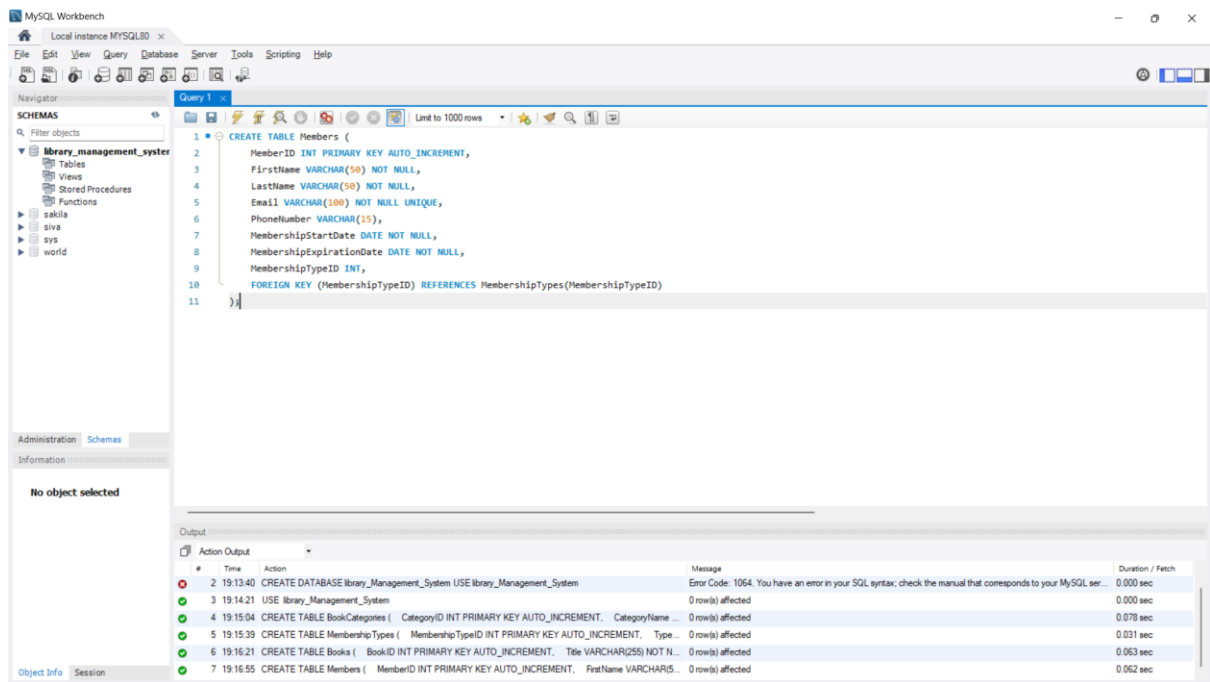 MySQL Workbench
Local instance MYSQL80 ×
File Edit View Query Database Server Tools Scripting Help
Navigator
SCHEMAS
Filter objects
library_management_syster
Tables
Views
Stored Procedures
Functions
sakila
siva
sys
world
Administration Schemas
Information
No object selected
Object Info Session
Query 1 ×
Limit to 1000 rows
1 CREATE TABLE Members (
2 MemberID INT PRIMARY KEY AUTO_INCREMENT,
3 FirstName VARCHAR(50) NOT NULL,
4 LastName VARCHAR(50) NOT NULL,
5 Email VARCHAR(100) NOT NULL UNIQUE,
6 PhoneNumber VARCHAR(15),
7 MembershipStartDate DATE NOT NULL,
8 MembershipExpirationDate DATE NOT NULL,
9 MembershipTypeID INT,
10 FOREIGN KEY (MembershipTypeID) REFERENCES MembershipTypes(MembershipTypeID)
11 );
Output
Action Output
# Time Action Message Duration / Fetch
2 19:13:40 CREATE DATABASE library_Management_System USE library_Management_System Error Code: 1064. You have an error in your SQL syntax; check the manual that corresponds to your MySQL ser... 0.000 sec
3 19:14:21 USE library_Management_System 0 row(s) affected 0.000 sec
4 19:15:04 CREATE TABLE BookCategories ( CategoryID INT PRIMARY KEY AUTO_INCREMENT, CategoryName ... 0 row(s) affected 0.078 sec
5 19:15:39 CREATE TABLE MembershipTypes ( MembershipTypeID INT PRIMARY KEY AUTO_INCREMENT, Type... 0 row(s) affected 0.031 sec
6 19:16:21 CREATE TABLE Books ( BookID INT PRIMARY KEY AUTO_INCREMENT, Title VARCHAR(255) NOT N... 0 row(s) affected 0.063 sec
7 19:16:55 CREATE TABLE Members ( MemberID INT PRIMARY KEY AUTO_INCREMENT, FirstName VARCHAR(5... 0 row(s) affected 0.062 sec